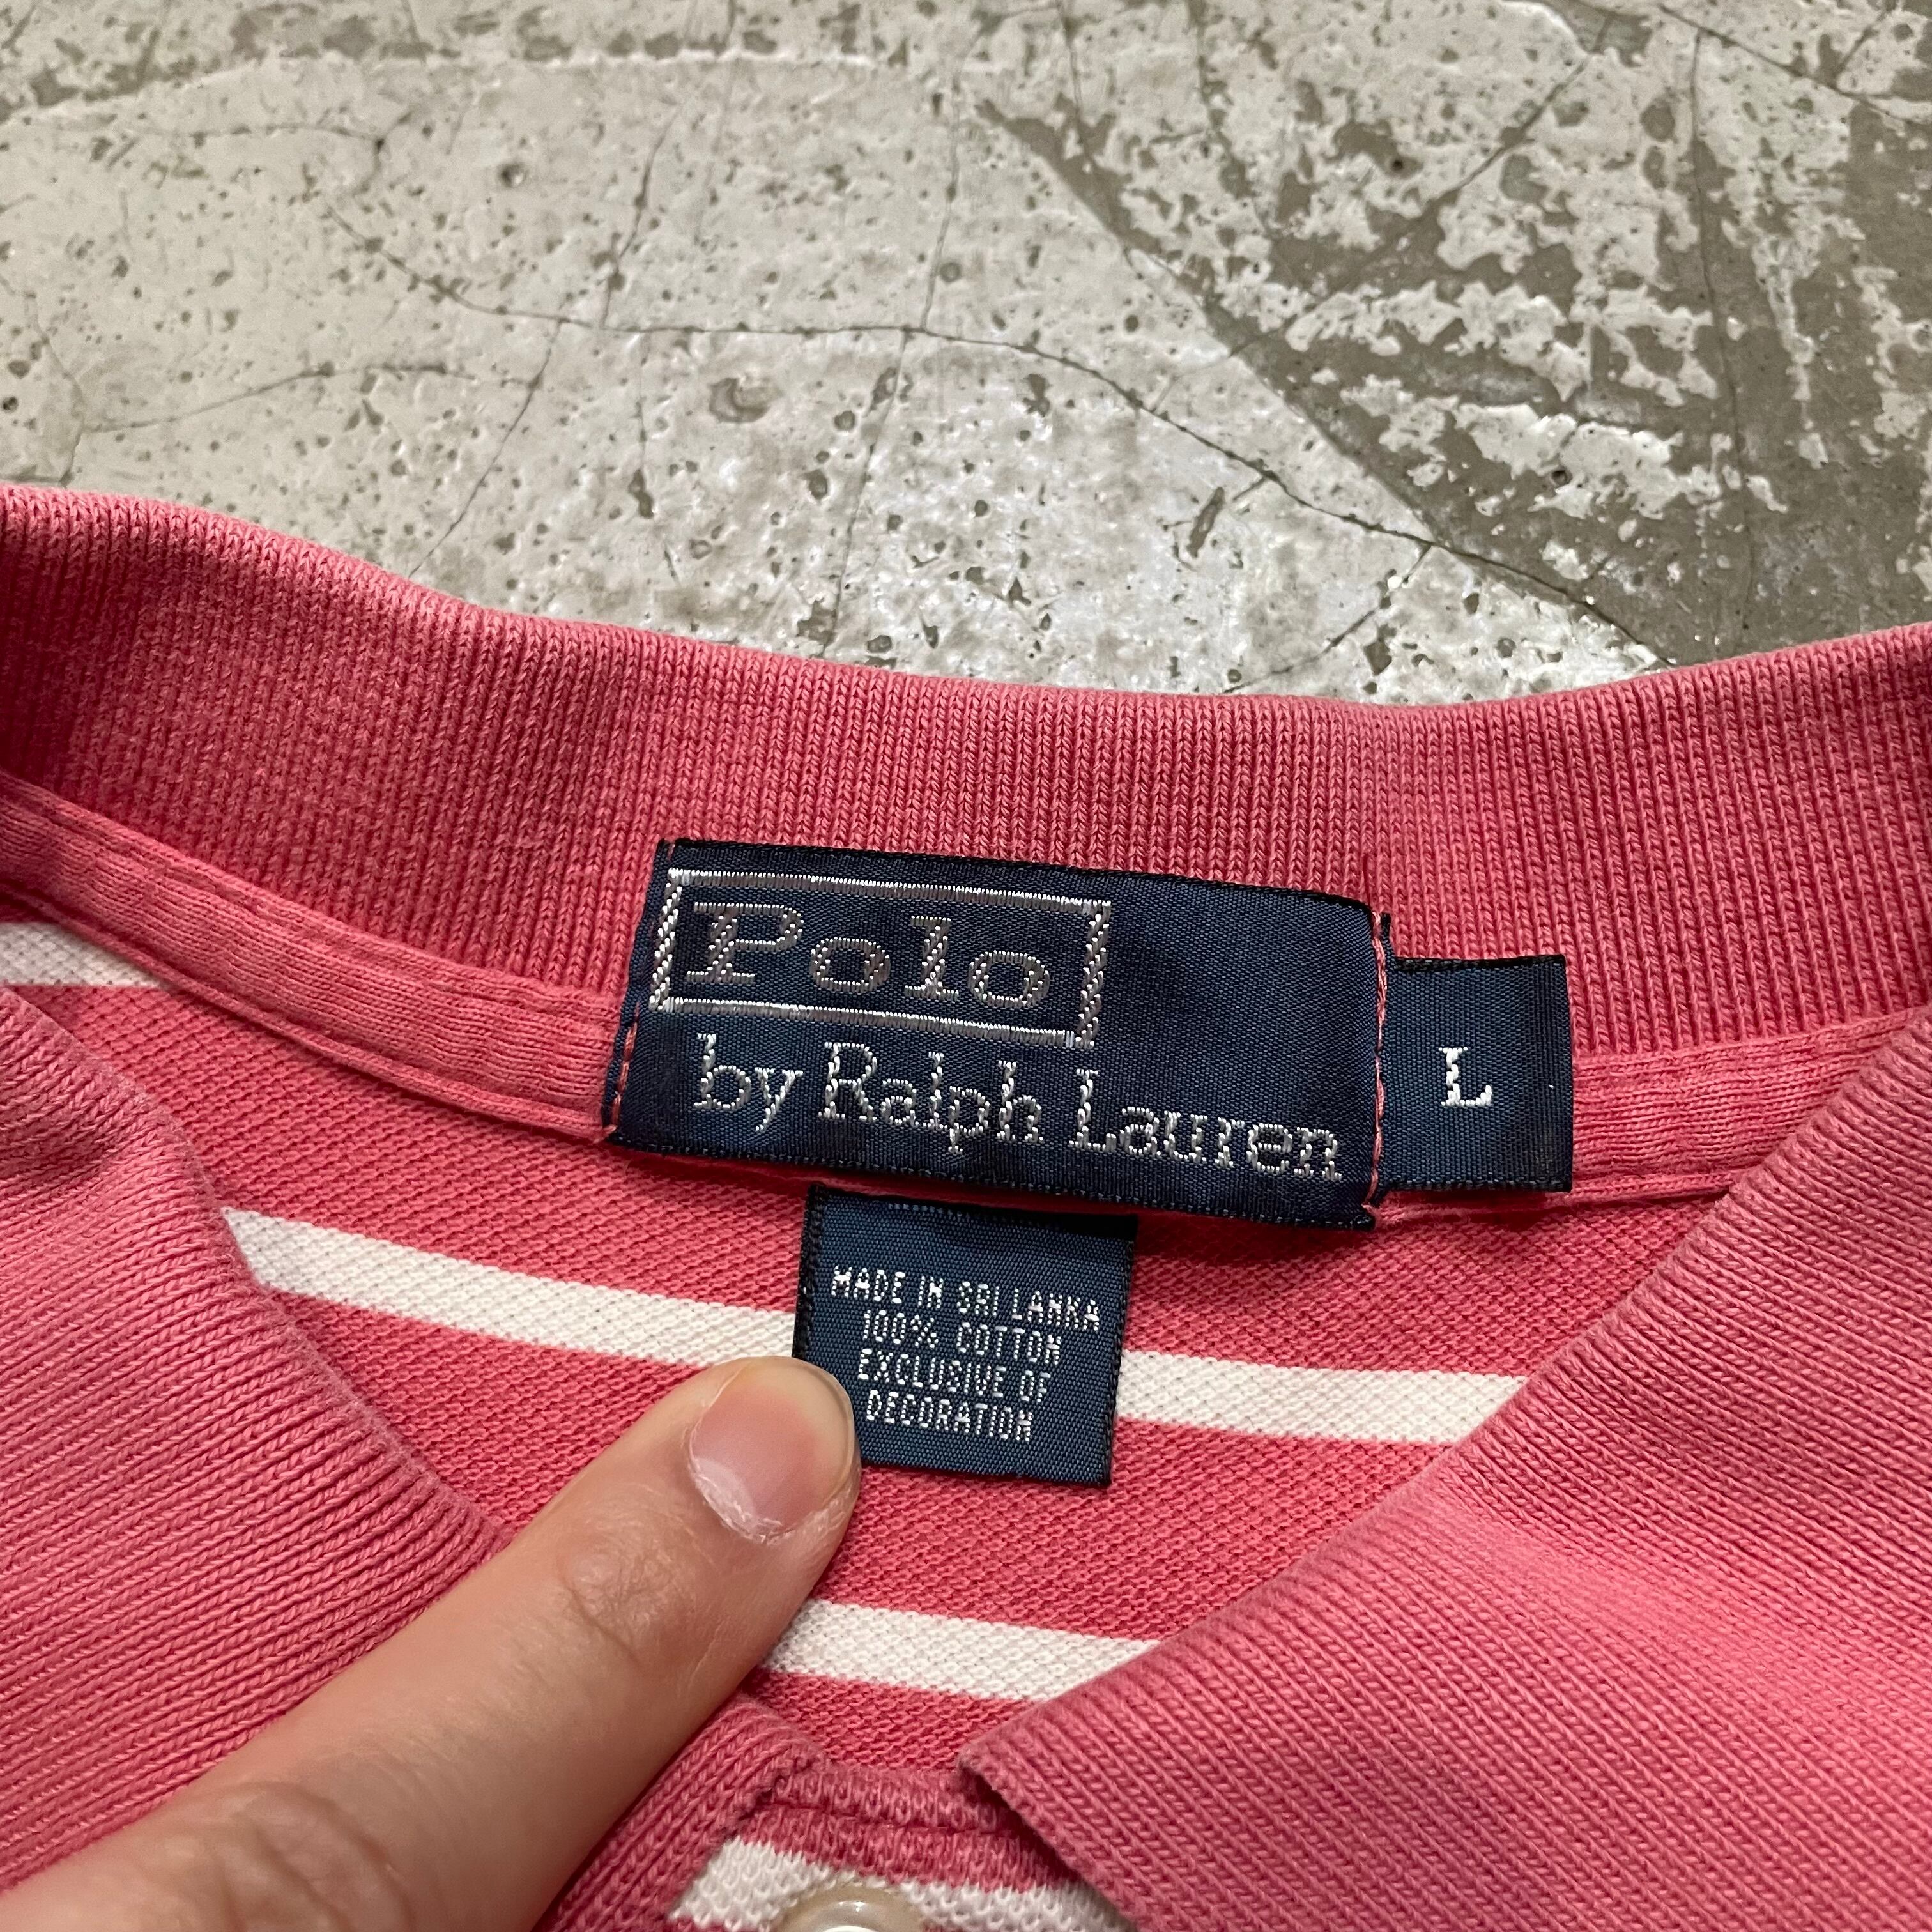 Polo
by Ralph Lauren
L
MADE IN SRI LANKA
100% COTTON
EXCLUSIVE OF
DECORATION